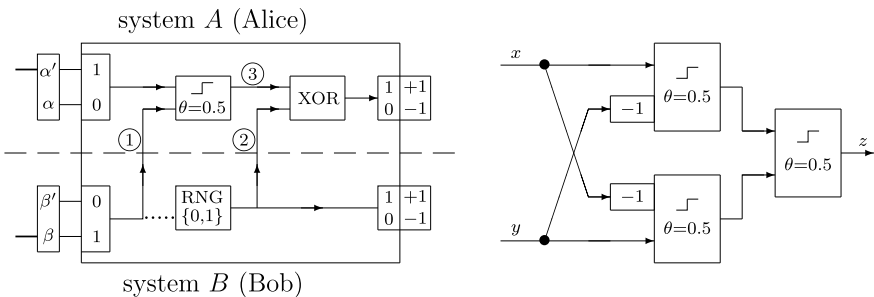 system A (Alice)
α′ 1
α 0
θ=0.5
3
XOR
1 +1
0 −1
1
2
β′ 0
β 1
RNG
{0,1}
1 +1
0 −1
system B (Bob)
x
y
−1
θ=0.5
−1
θ=0.5
θ=0.5
z